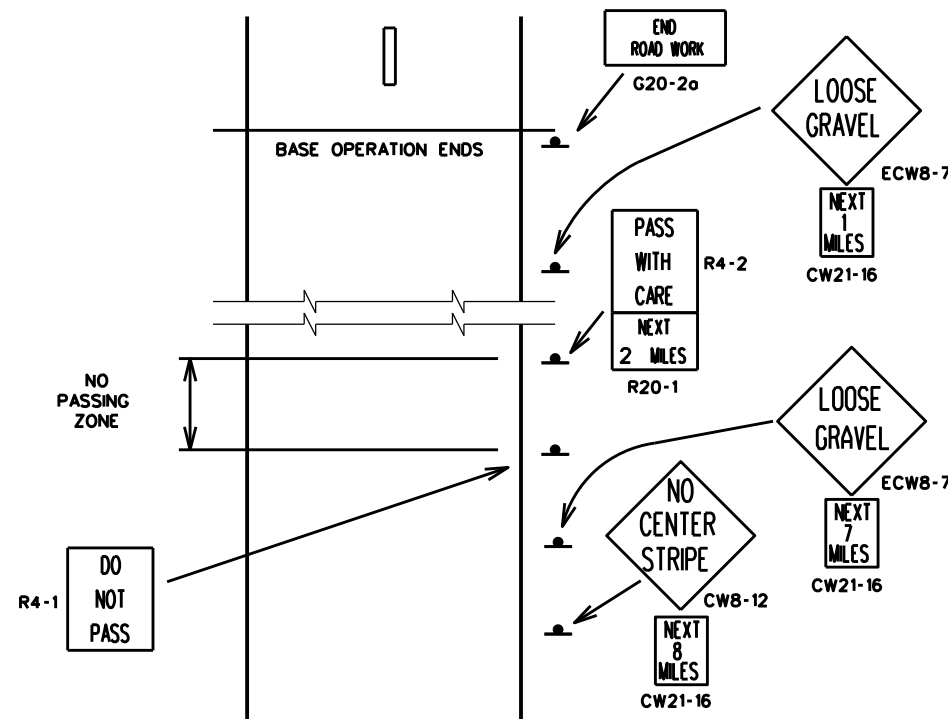 END
ROAD WORK
G20-2a
BASE OPERATION ENDS
LOOSE
GRAVEL
ECW8-7
NEXT
1
MILES
CW21-16
PASS
WITH
CARE
R4-2
NEXT
2 MILES
R20-1
NO
PASSING
ZONE
LOOSE
GRAVEL
ECW8-7
NEXT
7
MILES
CW21-16
NO
CENTER
STRIPE
CW8-12
NEXT
8
MILES
CW21-16
R4-1
DO
NOT
PASS